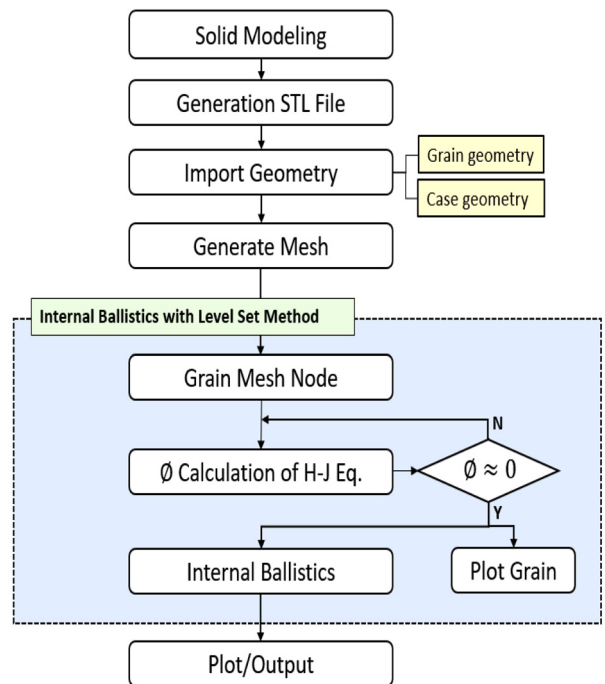 Solid Modeling
Generation STL File
Import Geometry
Grain geometry
Case geometry
Generate Mesh
Internal Ballistics with Level Set Method
Grain Mesh Node
N
Ø Calculation of H-J Eq.
Ø ≈ 0
Y
Internal Ballistics
Plot Grain
Plot/Output